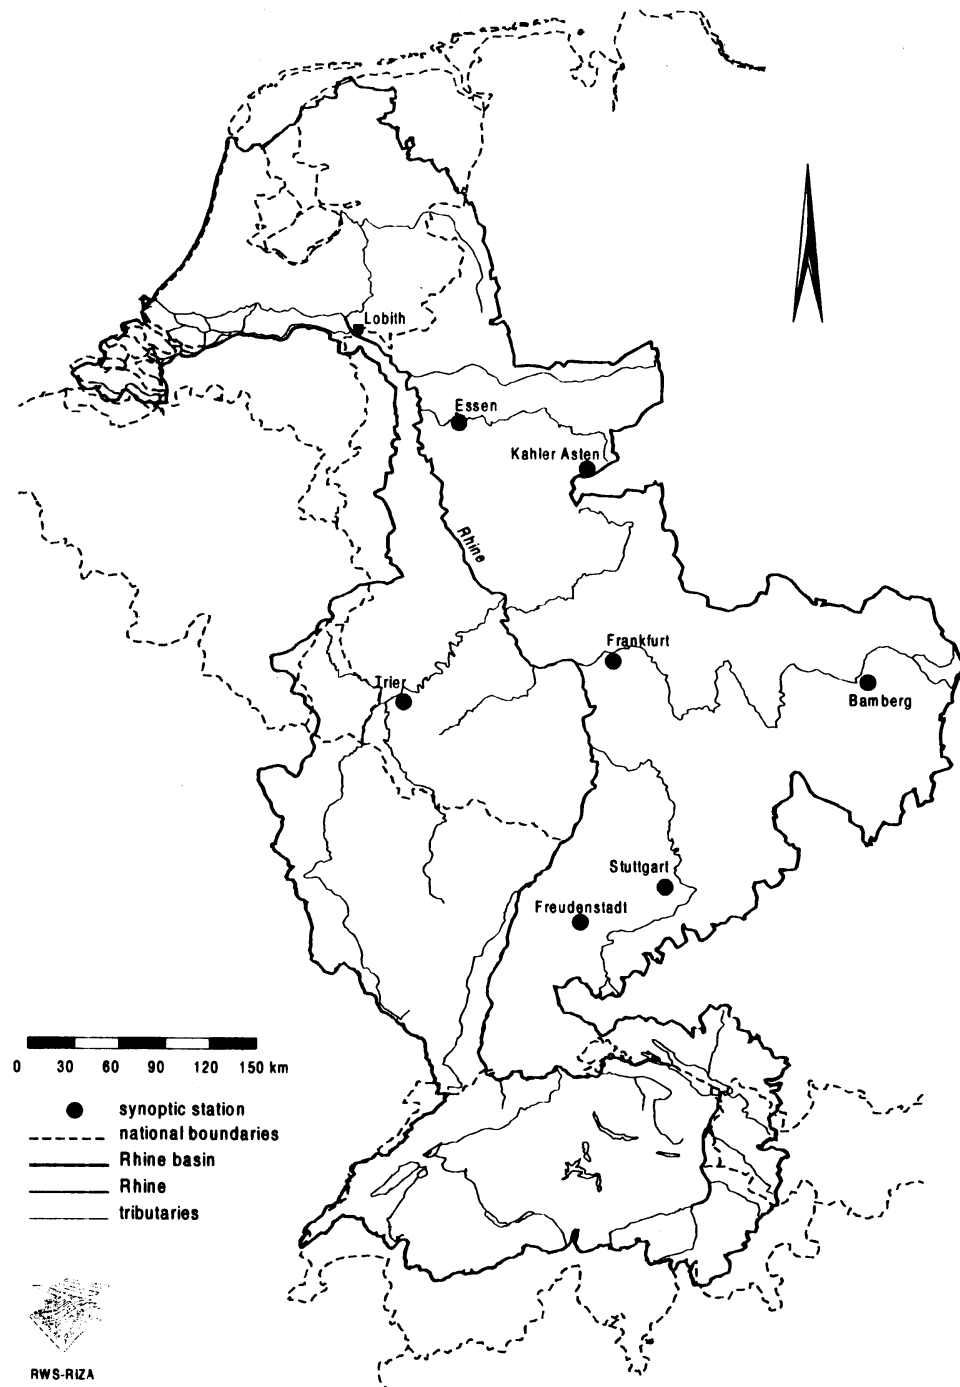 Lobith
Essen
Kahler Asten
Rhine
Frankfurt
Trier
Bamberg
Stuttgart
Freudenstadt
0 30 60 90 120 150 km
synoptic station
national boundaries
Rhine basin
Rhine
tributaries
RWS-RIZA